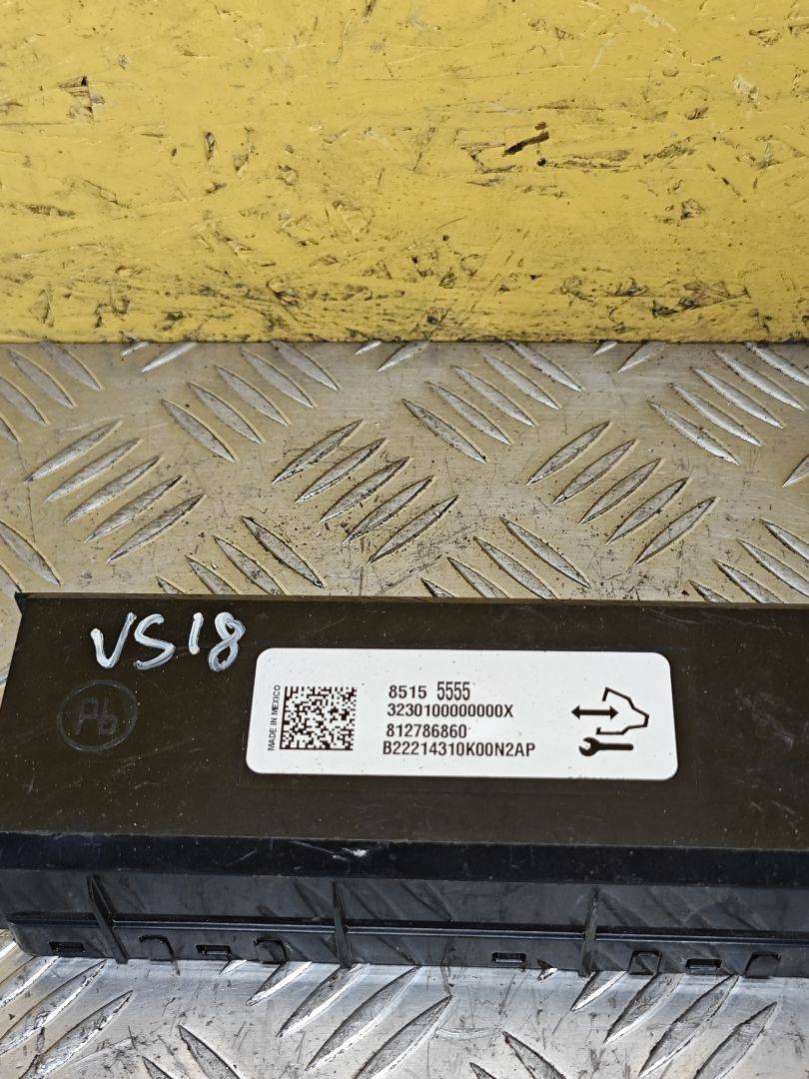 VS18
Pb
MADE IN MEXICO
8515 5555
3230100000000X
812786860
B22214310K00N2AP